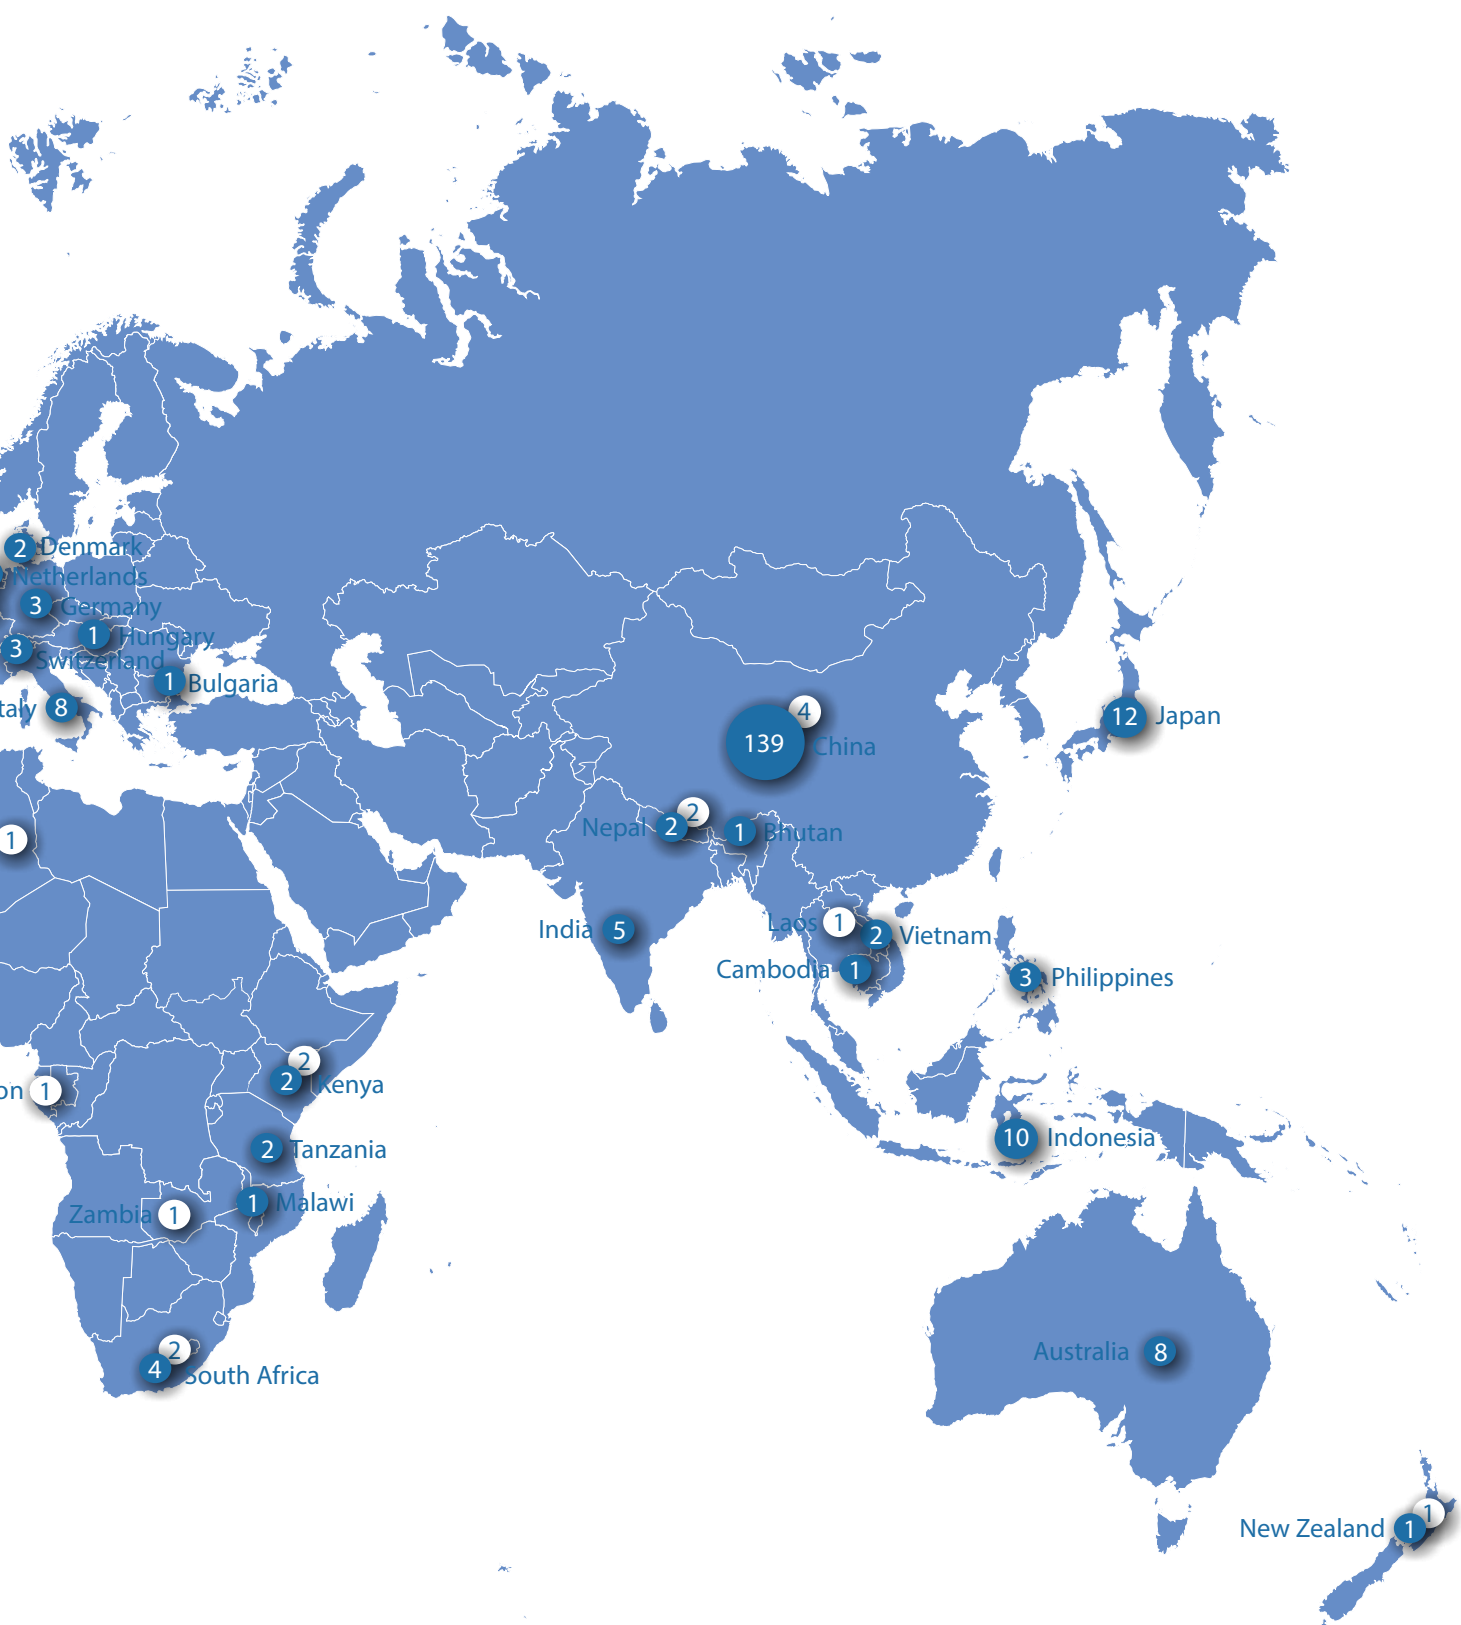 2 Denmark
Netherlands
3 Germany
1 Hungary
3
Switzerland
1 Bulgaria
taly 8
4
139
China
12 Japan
2
Nepal 2
1 Bhutan
1
Laos 1
India 5
2 Vietnam
Cambodia 1
3 Philippines
2
2 Kenya
on 1
10 Indonesia
2 Tanzania
1 Malawi
Zambia 1
2
4
South Africa
Australia 8
1
New Zealand 1